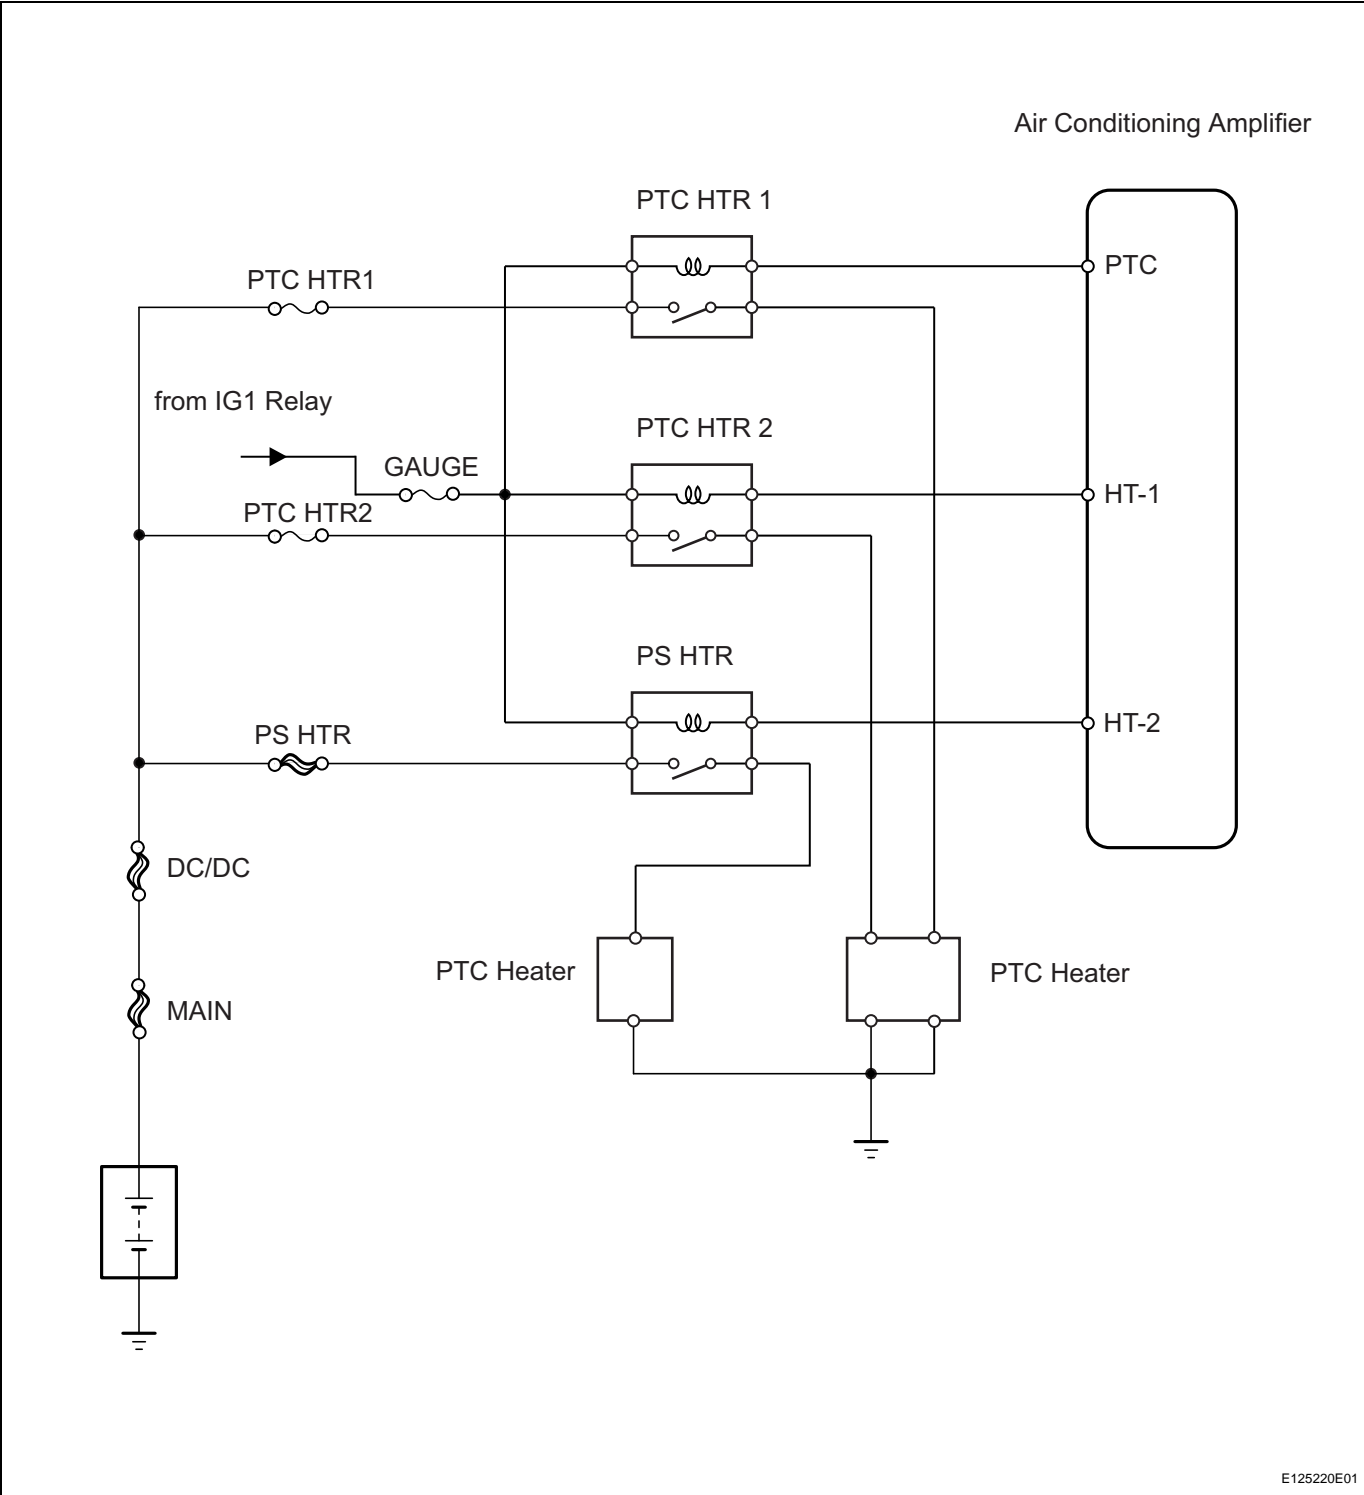 Air Conditioning Amplifier
PTC HTR 1
PTC
PTC HTR1
from IG1 Relay
PTC HTR 2
GAUGE
HT-1
PTC HTR2
PS HTR
HT-2
PS HTR
DC/DC
PTC Heater
PTC Heater
MAIN
E125220E01